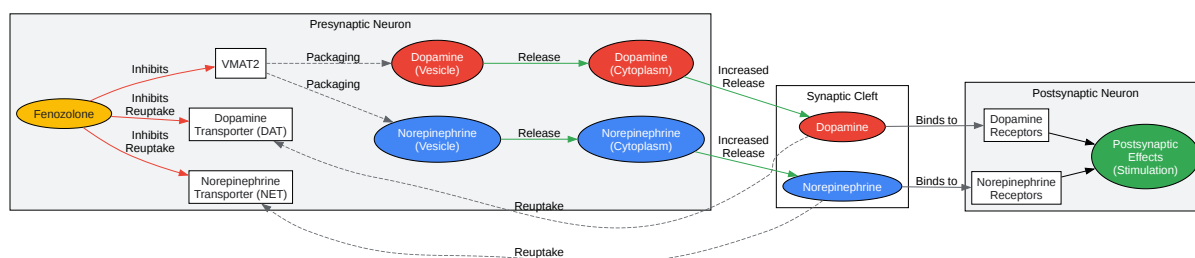 Presynaptic Neuron
Fenozolone
Inhibits
Inhibits
Reuptake
Inhibits
Reuptake
VMAT2
Dopamine
Transporter (DAT)
Norepinephrine
Transporter (NET)
Packaging
Packaging
Dopamine
(Vesicle)
Norepinephrine
(Vesicle)
Release
Release
Dopamine
(Cytoplasm)
Norepinephrine
(Cytoplasm)
Increased
Release
Increased
Release
Reuptake
Reuptake
Synaptic Cleft
Dopamine
Norepinephrine
Binds to
Binds to
Postsynaptic Neuron
Dopamine
Receptors
Norepinephrine
Receptors
Postsynaptic
Effects
(Stimulation)